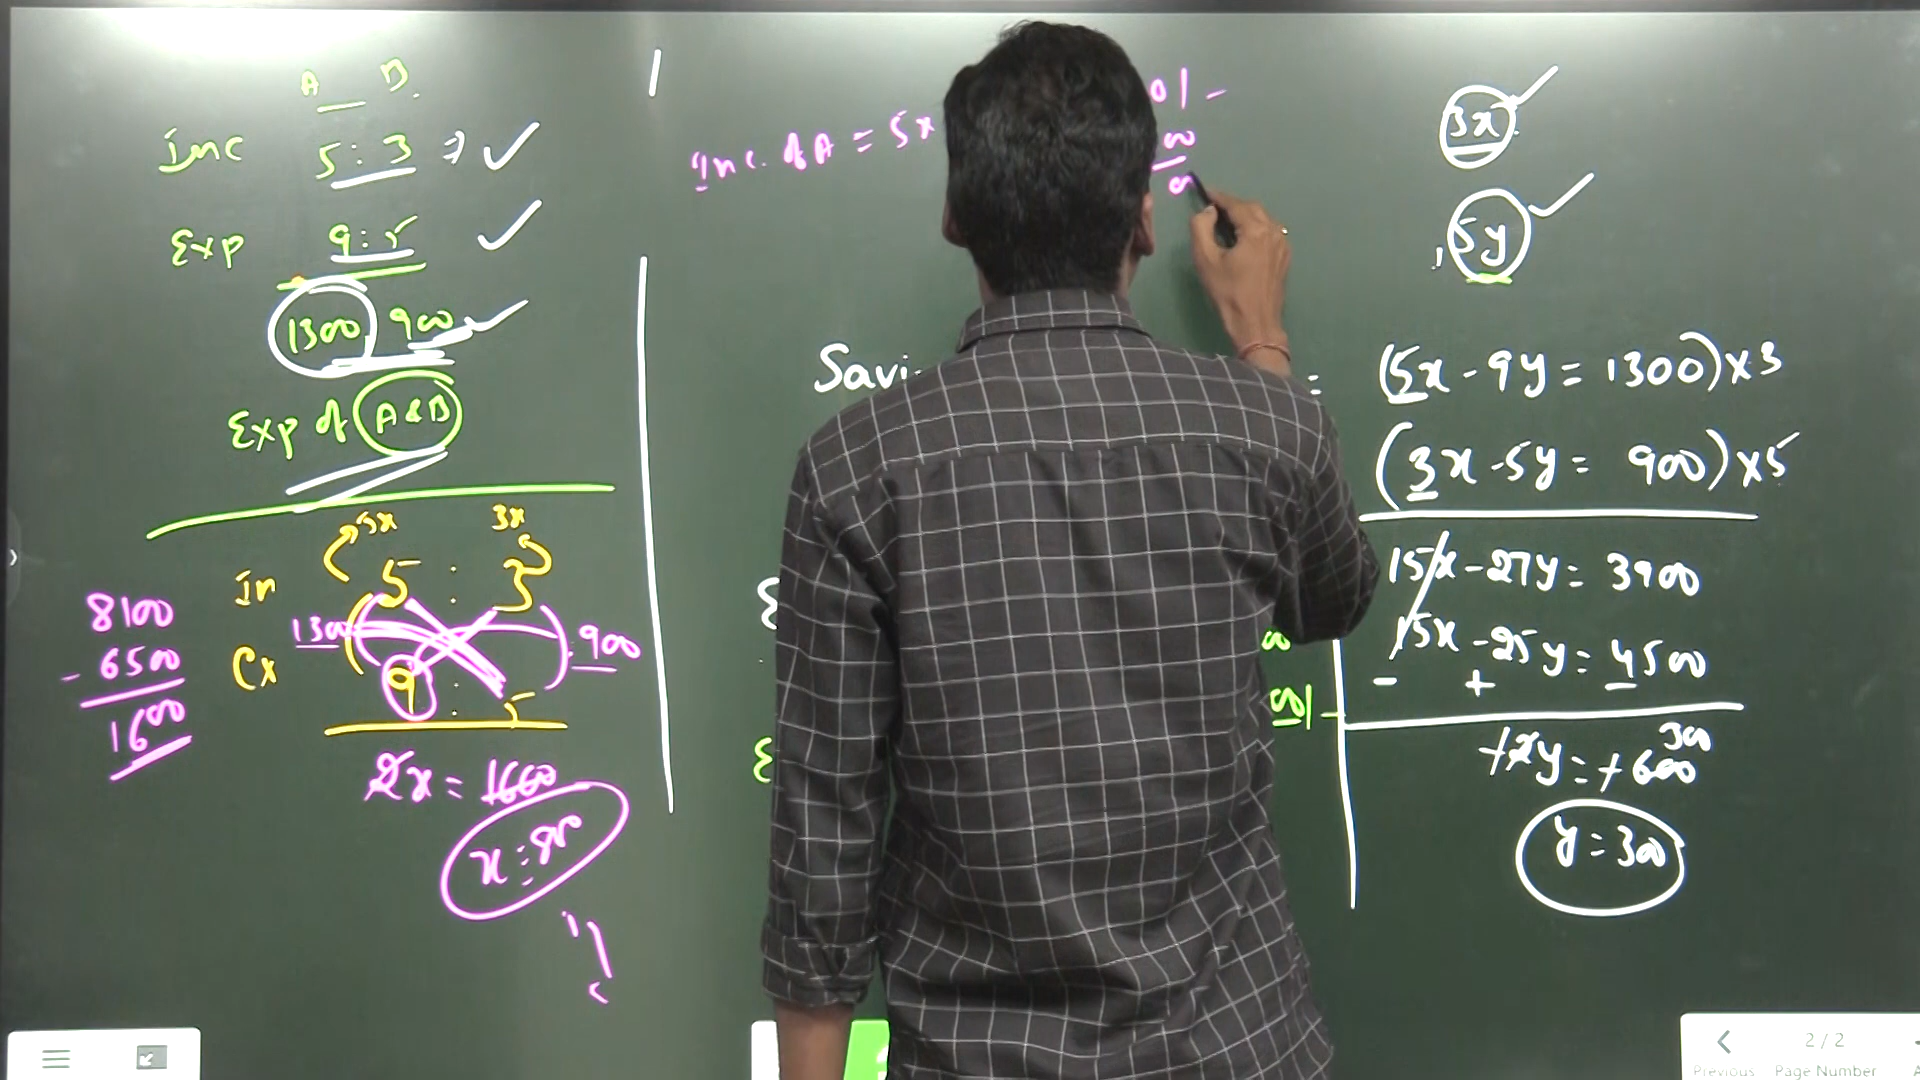 A B
Inc 5 : 3 ⇒ ✓
Exp 9 : 5 ✓
1300 900 ✓
Exp of A & B
5x 3x
In 5 : 3
1300 900
Cx 9 : 5
8100
- 6500
1600
2x = 1600
x = 800
Inc. of A = 5x
Savi
=
3x
5y
(5x - 9y = 1300) x 3
(3x - 5y = 900) x 5
15x - 27y = 3900
15x - 25y = 4500
- +
300
+2y = +600
y = 300
2 / 2
Previous Page Number